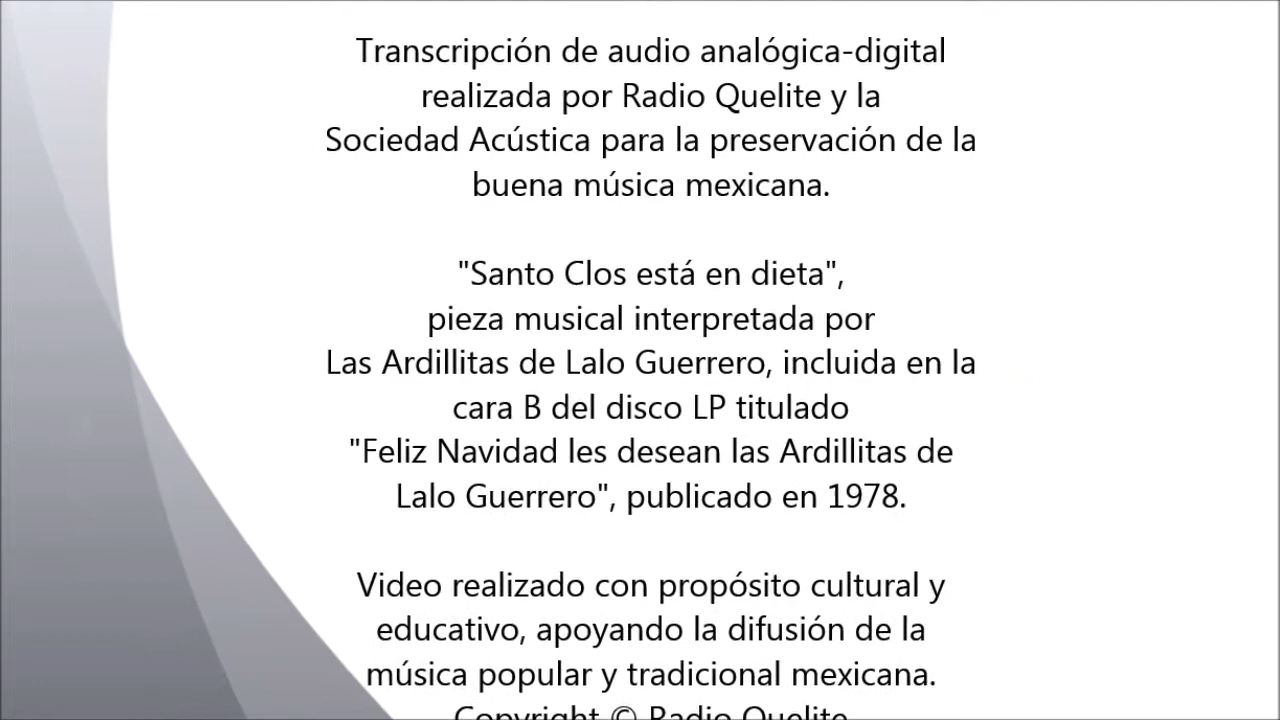 Transcripción de audio analógica-digital
realizada por Radio Quelite y la
Sociedad Acústica para la preservación de la
buena música mexicana.
"Santo Clos está en dieta",
pieza musical interpretada por
Las Ardillitas de Lalo Guerrero, incluida en la
cara B del disco LP titulado
"Feliz Navidad les desean las Ardillitas de
Lalo Guerrero", publicado en 1978.
Video realizado con propósito cultural y
educativo, apoyando la difusión de la
música popular y tradicional mexicana.
Copyright © Radio Quelite